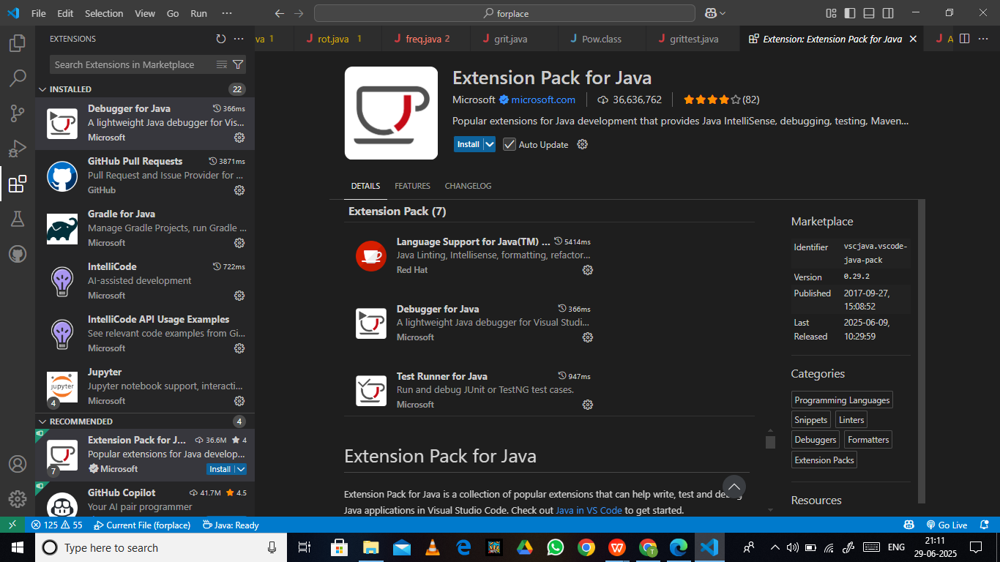 File Edit Selection View Go Run ···
forplace
EXTENSIONS
Search Extensions in Marketplace
INSTALLED 22
Debugger for Java 366ms
A lightweight Java debugger for Vis...
Microsoft
GitHub Pull Requests 3871ms
Pull Request and Issue Provider for ...
GitHub
Gradle for Java
Manage Gradle Projects, run Gradle ...
Microsoft
IntelliCode 722ms
AI-assisted development
Microsoft
IntelliCode API Usage Examples
See relevant code examples from Gi...
Microsoft
Jupyter
Jupyter notebook support, interacti...
Microsoft
jupyter
4
RECOMMENDED 4
Extension Pack for J... 36.6M 4
Popular extensions for Java develop...
Microsoft Install
7
GitHub Copilot 41.7M 4.5
Your AI pair programmer
va 1 J rot.java 1 J freq.java 2 J grit.java J Pow.class J grittest.java Extension: Extension Pack for Java J A
Extension Pack for Java
Microsoft microsoft.com 36,636,762 (82)
Popular extensions for Java development that provides Java IntelliSense, debugging, testing, Maven...
Install Auto Update
DETAILS FEATURES CHANGELOG
Extension Pack (7)
Language Support for Java(TM) ... 5414ms
Java Linting, Intellisense, formatting, refactor...
Red Hat
Debugger for Java 366ms
A lightweight Java debugger for Visual Studi...
Microsoft
Test Runner for Java 947ms
Run and debug JUnit or TestNG test cases.
Microsoft
Extension Pack for Java
Extension Pack for Java is a collection of popular extensions that can help write, test and debug
Java applications in Visual Studio Code. Check out Java in VS Code to get started.
Marketplace
Identifier vscjava.vscode-
java-pack
Version 0.29.2
Published 2017-09-27,
15:08:52
Last 2025-06-09,
Released 10:29:59
Categories
Programming Languages
Snippets Linters
Debuggers Formatters
Extension Packs
Resources
125 55 Current File (forplace) Java: Ready Go Live
Type here to search
W
T
ENG
21:11
29-06-2025